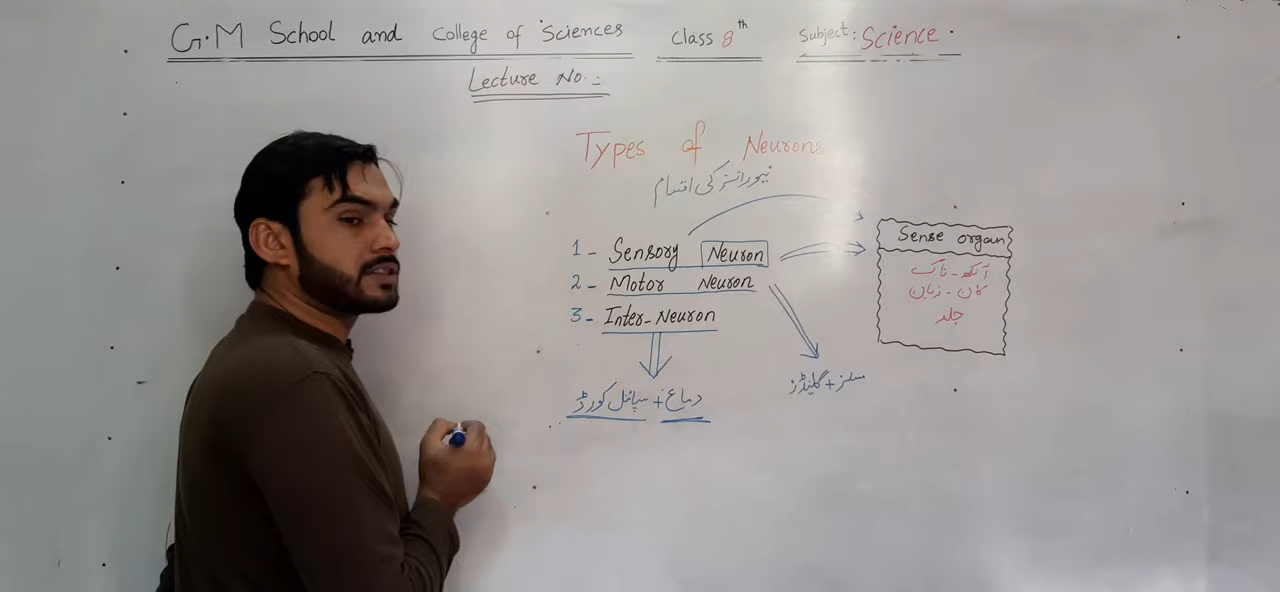 G.M School and College of Sciences Class 8th Subject: Science.
Lecture No.:
Types of Neurons
نیورانز کی اقسام
1- Sensory Neuron
2- Motor Neuron
3- Inter-Neuron
Sense organ
آنکھ - ناک
کان - زبان
جلد
مسلز + گلینڈز
دماغ + سپائنل کورڈ